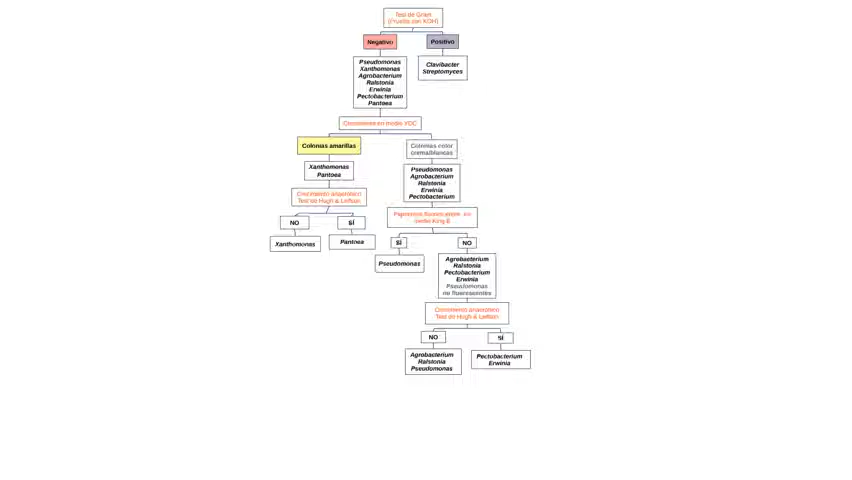 Test de Gram
(Prueba con KOH)
Negativo
Positivo
Pseudomonas
Xanthomonas
Agrobacterium
Ralstonia
Erwinia
Pectobacterium
Pantoea
Clavibacter
Streptomyces
Crecimiento en medio YDC
Colonias amarillas
Colonias color
crema/blancas
Xanthomonas
Pantoea
Pseudomonas
Agrobacterium
Ralstonia
Erwinia
Pectobacterium
Crecimiento anaeróbico
Test de Hugh & Leifson
Pigmentos fluorescentes en
medio King B
NO
SÍ
Xanthomonas
Pantoea
SÍ
NO
Pseudomonas
Agrobacterium
Ralstonia
Pectobacterium
Erwinia
Pseudomonas
no fluorescentes
Crecimiento anaeróbico
Test de Hugh & Leifson
NO
SÍ
Agrobacterium
Ralstonia
Pseudomonas
Pectobacterium
Erwinia